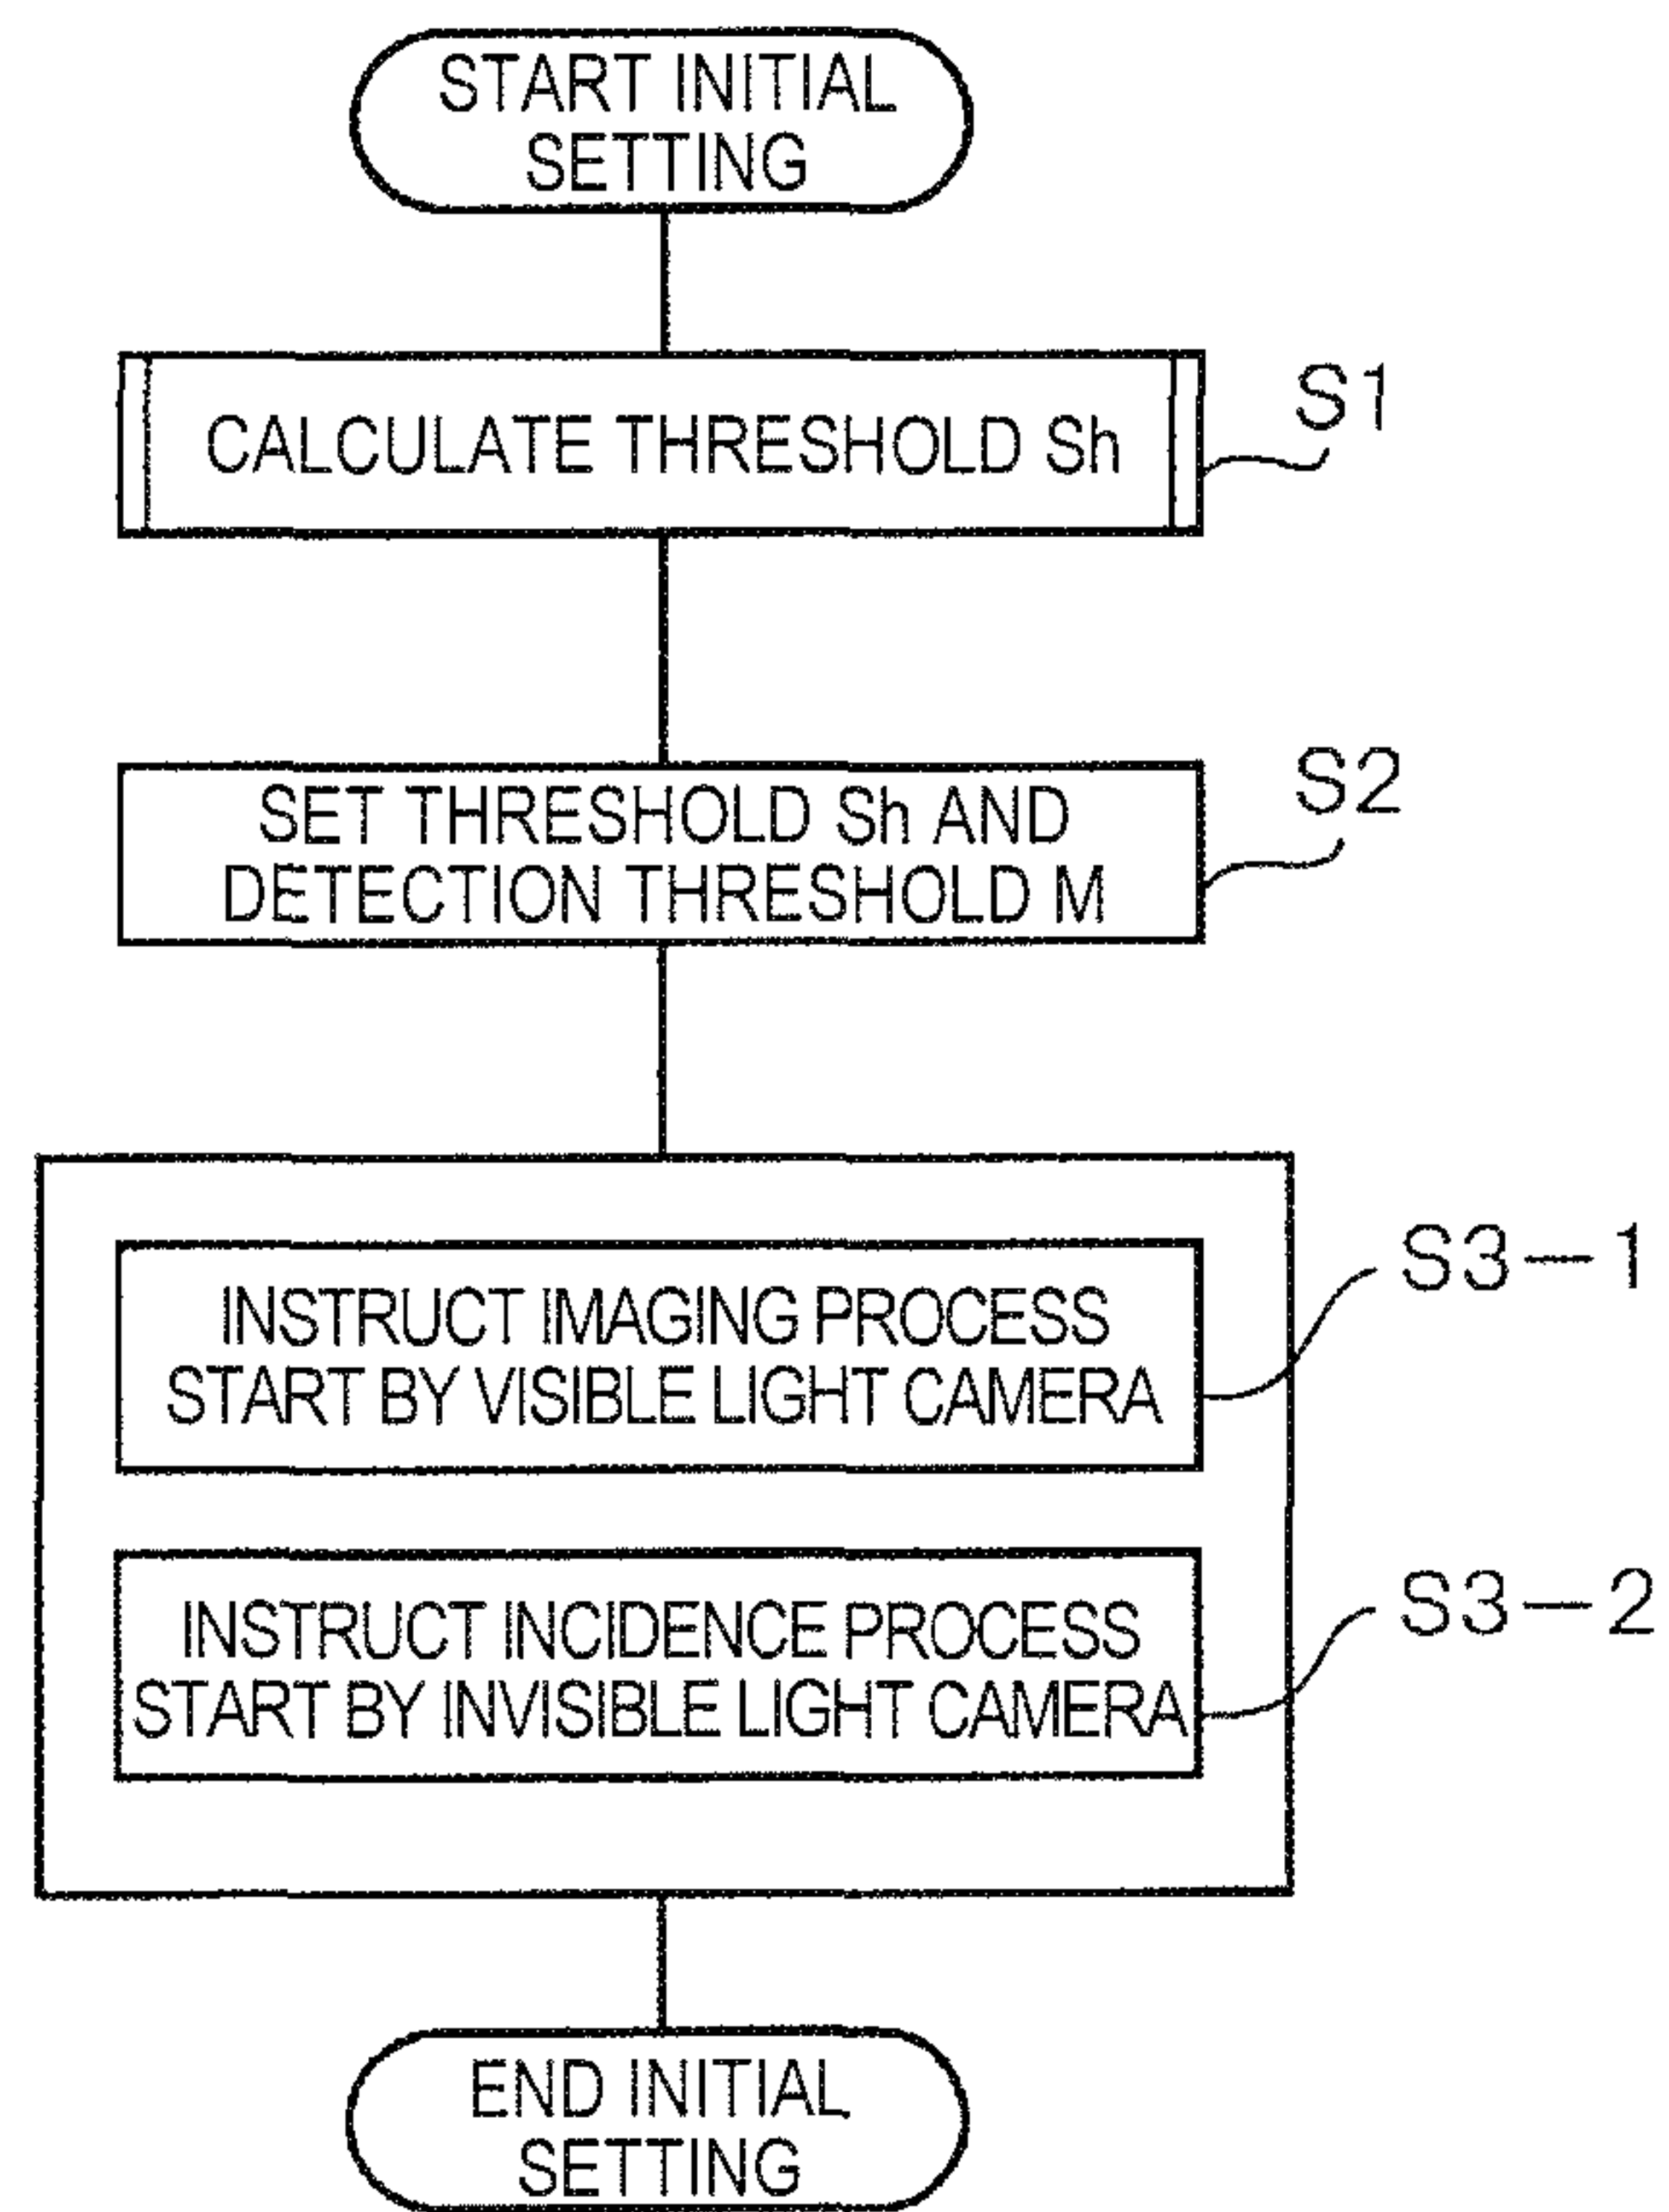 START INITIAL
SETTING
CALCULATE THRESHOLD Sh
S1
SET THRESHOLD Sh AND
DETECTION THRESHOLD M
S2
INSTRUCT IMAGING PROCESS
START BY VISIBLE LIGHT CAMERA
S3-1
INSTRUCT INCIDENCE PROCESS
START BY INVISIBLE LIGHT CAMERA
S3-2
END INITIAL
SETTING